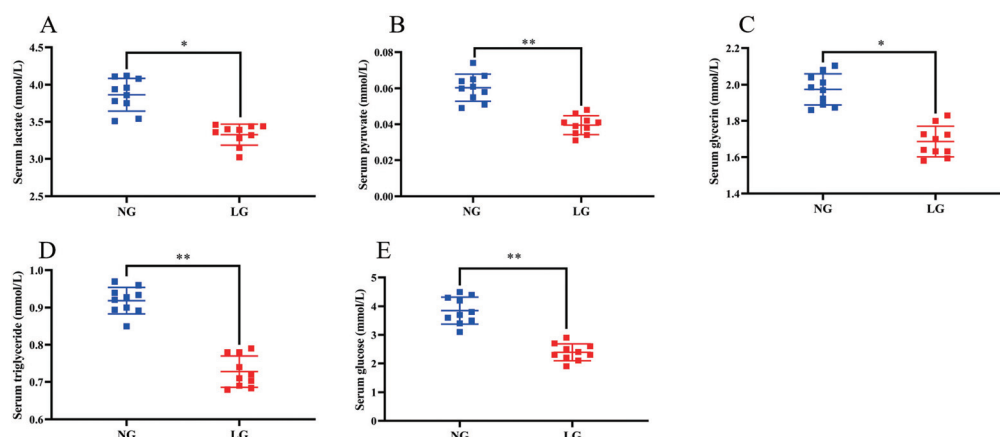 A
*
Serum lactate (mmol/L)
4.5
4.0
3.5
3.0
2.5
NG
LG
B
**
Serum pyruvate (mmol/L)
0.08
0.06
0.04
0.02
0.00
NG
LG
C
*
Serum glycerin (mmol/L)
2.2
2.0
1.8
1.6
1.4
NG
LG
D
**
Serum triglyceride (mmol/L)
1.0
0.9
0.8
0.7
0.6
NG
LG
E
**
Serum glucose (mmol/L)
5
4
3
2
1
0
NG
LG